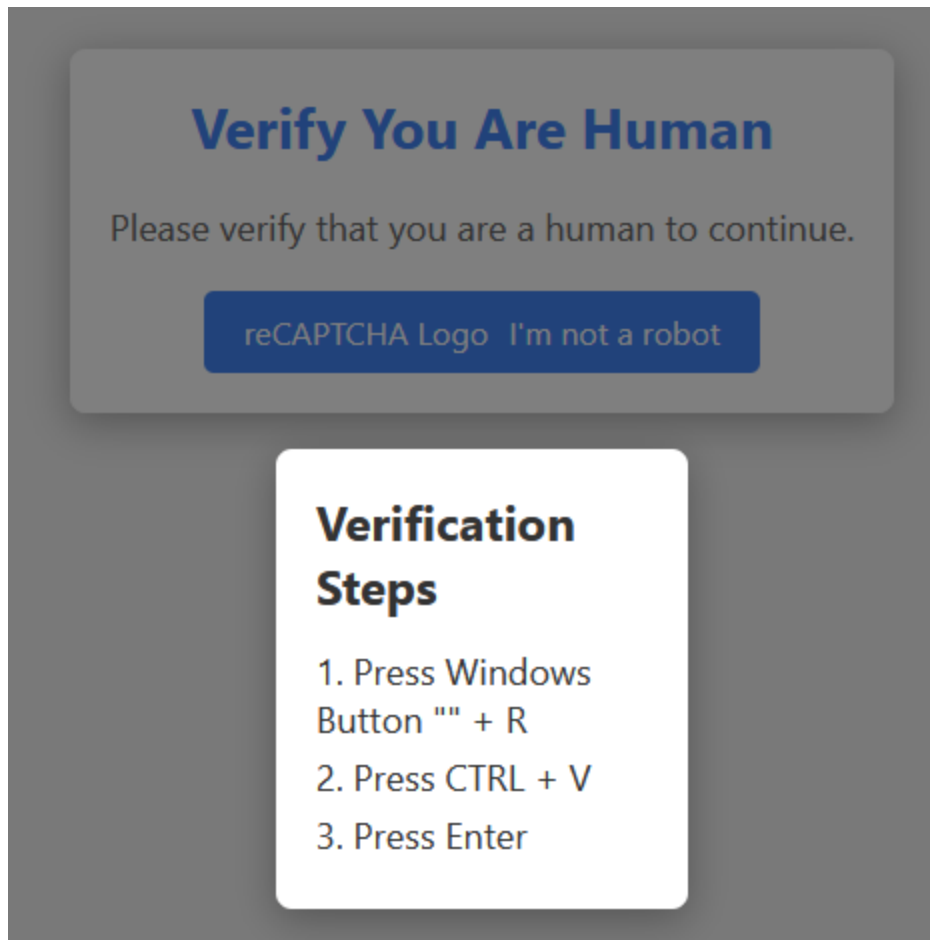 Verify You Are Human
Please verify that you are a human to continue.
reCAPTCHA Logo I'm not a robot
Verification
Steps
1. Press Windows
Button "" + R
2. Press CTRL + V
3. Press Enter